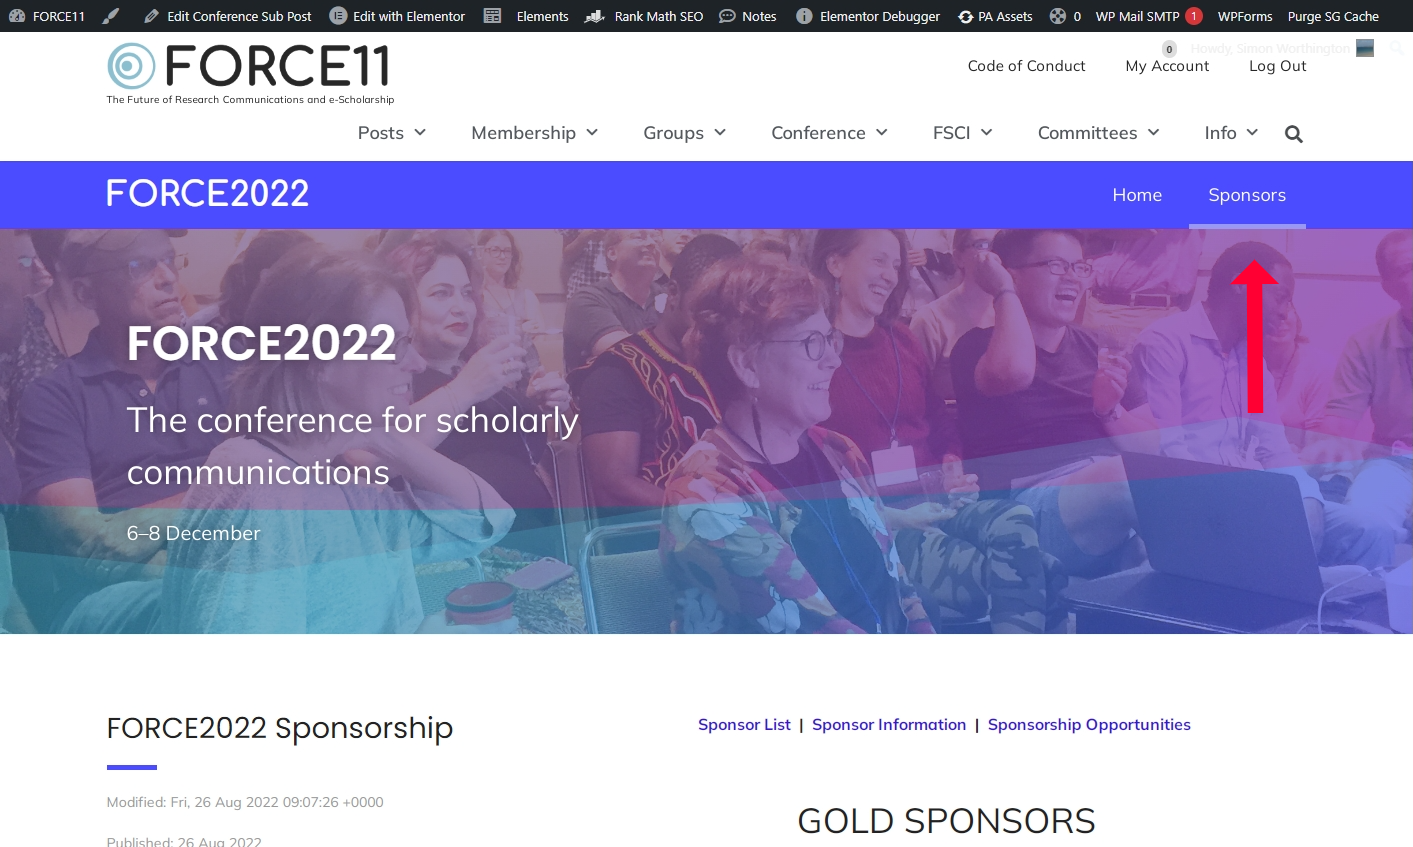 FORCE11 Edit Conference Sub Post Edit with Elementor Elements Rank Math SEO Notes Elementor Debugger PA Assets 0 WP Mail SMTP 1 WPForms Purge SG Cache
0 Howdy, Simon Worthington
FORCE11
The Future of Research Communications and e-Scholarship
Code of Conduct My Account Log Out
Posts Membership Groups Conference FSCI Committees Info
FORCE2022 Home Sponsors
FORCE2022
The conference for scholarly
communications
6–8 December
FORCE2022 Sponsorship
Modified: Fri, 26 Aug 2022 09:07:26 +0000
Published: 26 Aug 2022
Sponsor List | Sponsor Information | Sponsorship Opportunities
GOLD SPONSORS